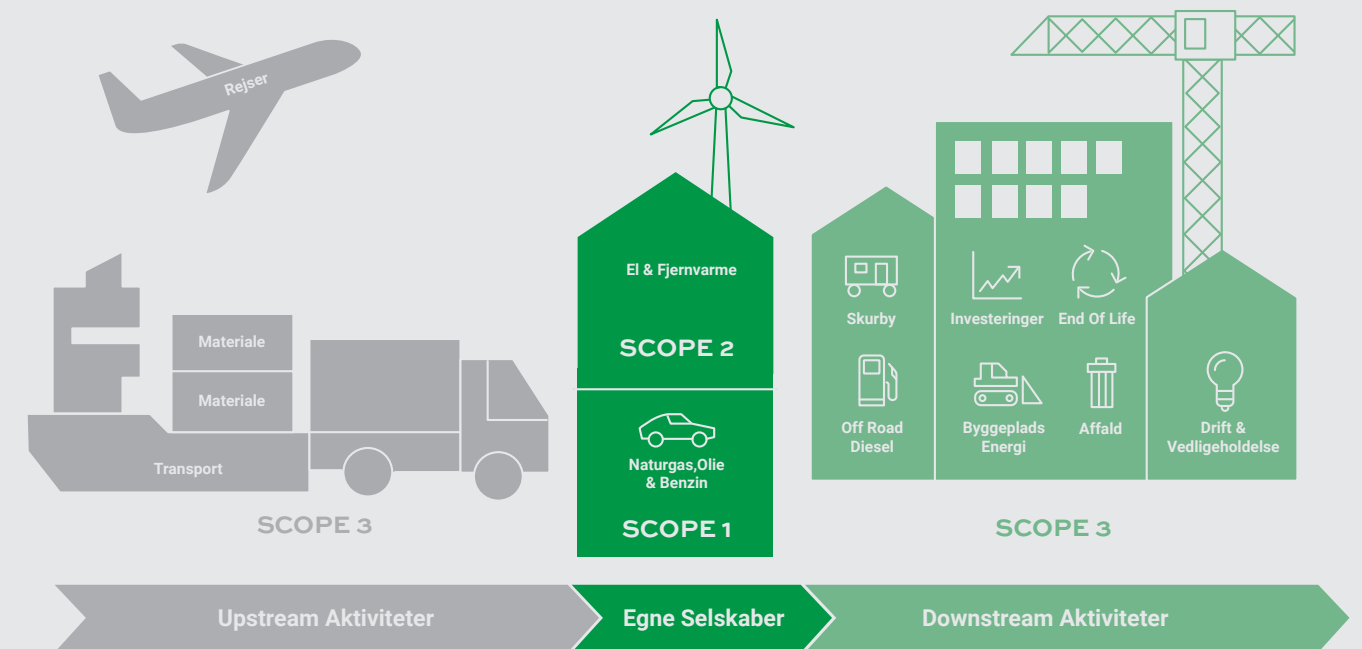 Rejser
Materiale
Materiale
Transport
SCOPE 3
El & Fjernvarme
SCOPE 2
Naturgas,Olie
& Benzin
SCOPE 1
Skurby
Investeringer
End Of Life
Off Road
Diesel
Byggeplads
Energi
Affald
Drift &
Vedligeholdelse
SCOPE 3
Upstream Aktiviteter
Egne Selskaber
Downstream Aktiviteter